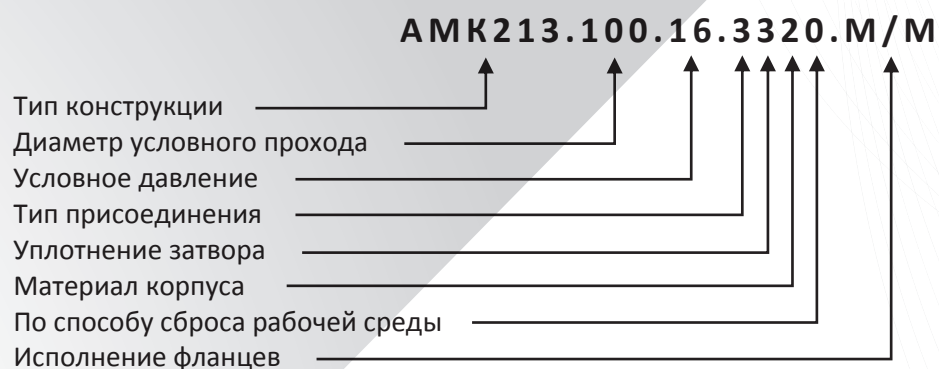 АМК213.100.16.3320.М/М
Тип конструкции
Диаметр условного прохода
Условное давление
Тип присоединения
Уплотнение затвора
Материал корпуса
По способу сброса рабочей среды
Исполнение фланцев